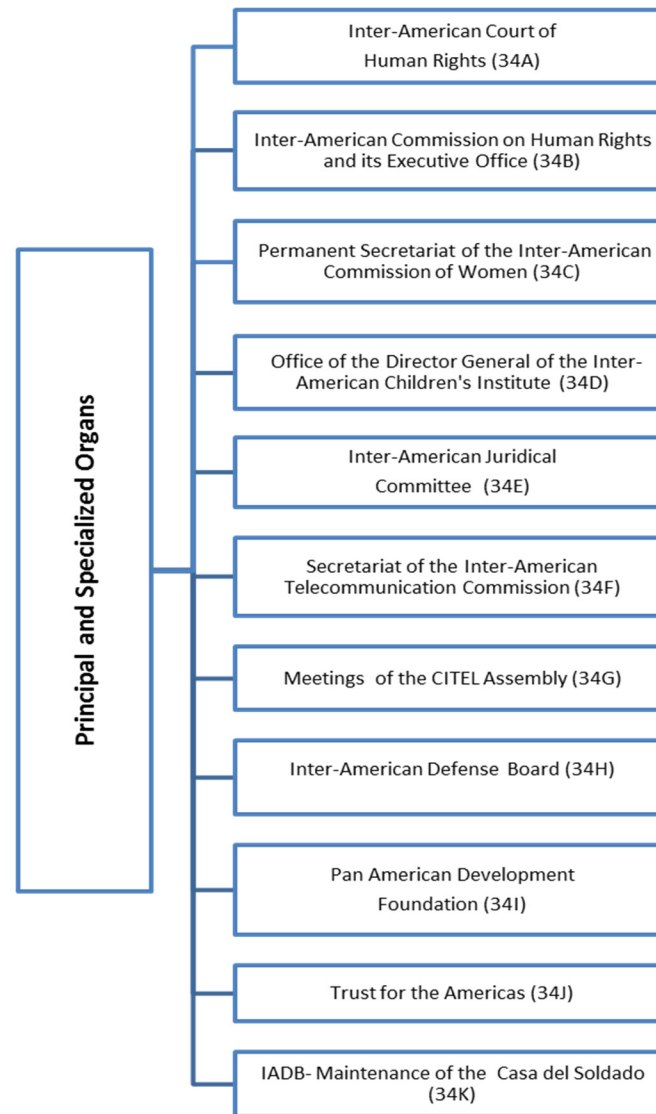 Principal and Specialized Organs
Inter-American Court of
Human Rights (34A)
Inter-American Commission on Human Rights
and its Executive Office (34B)
Permanent Secretariat of the Inter-American
Commission of Women (34C)
Office of the Director General of the Inter-
American Children's Institute (34D)
Inter-American Juridical
Committee (34E)
Secretariat of the Inter-American
Telecommunication Commission (34F)
Meetings of the CITEL Assembly (34G)
Inter-American Defense Board (34H)
Pan American Development
Foundation (34I)
Trust for the Americas (34J)
IADB- Maintenance of the Casa del Soldado
(34K)